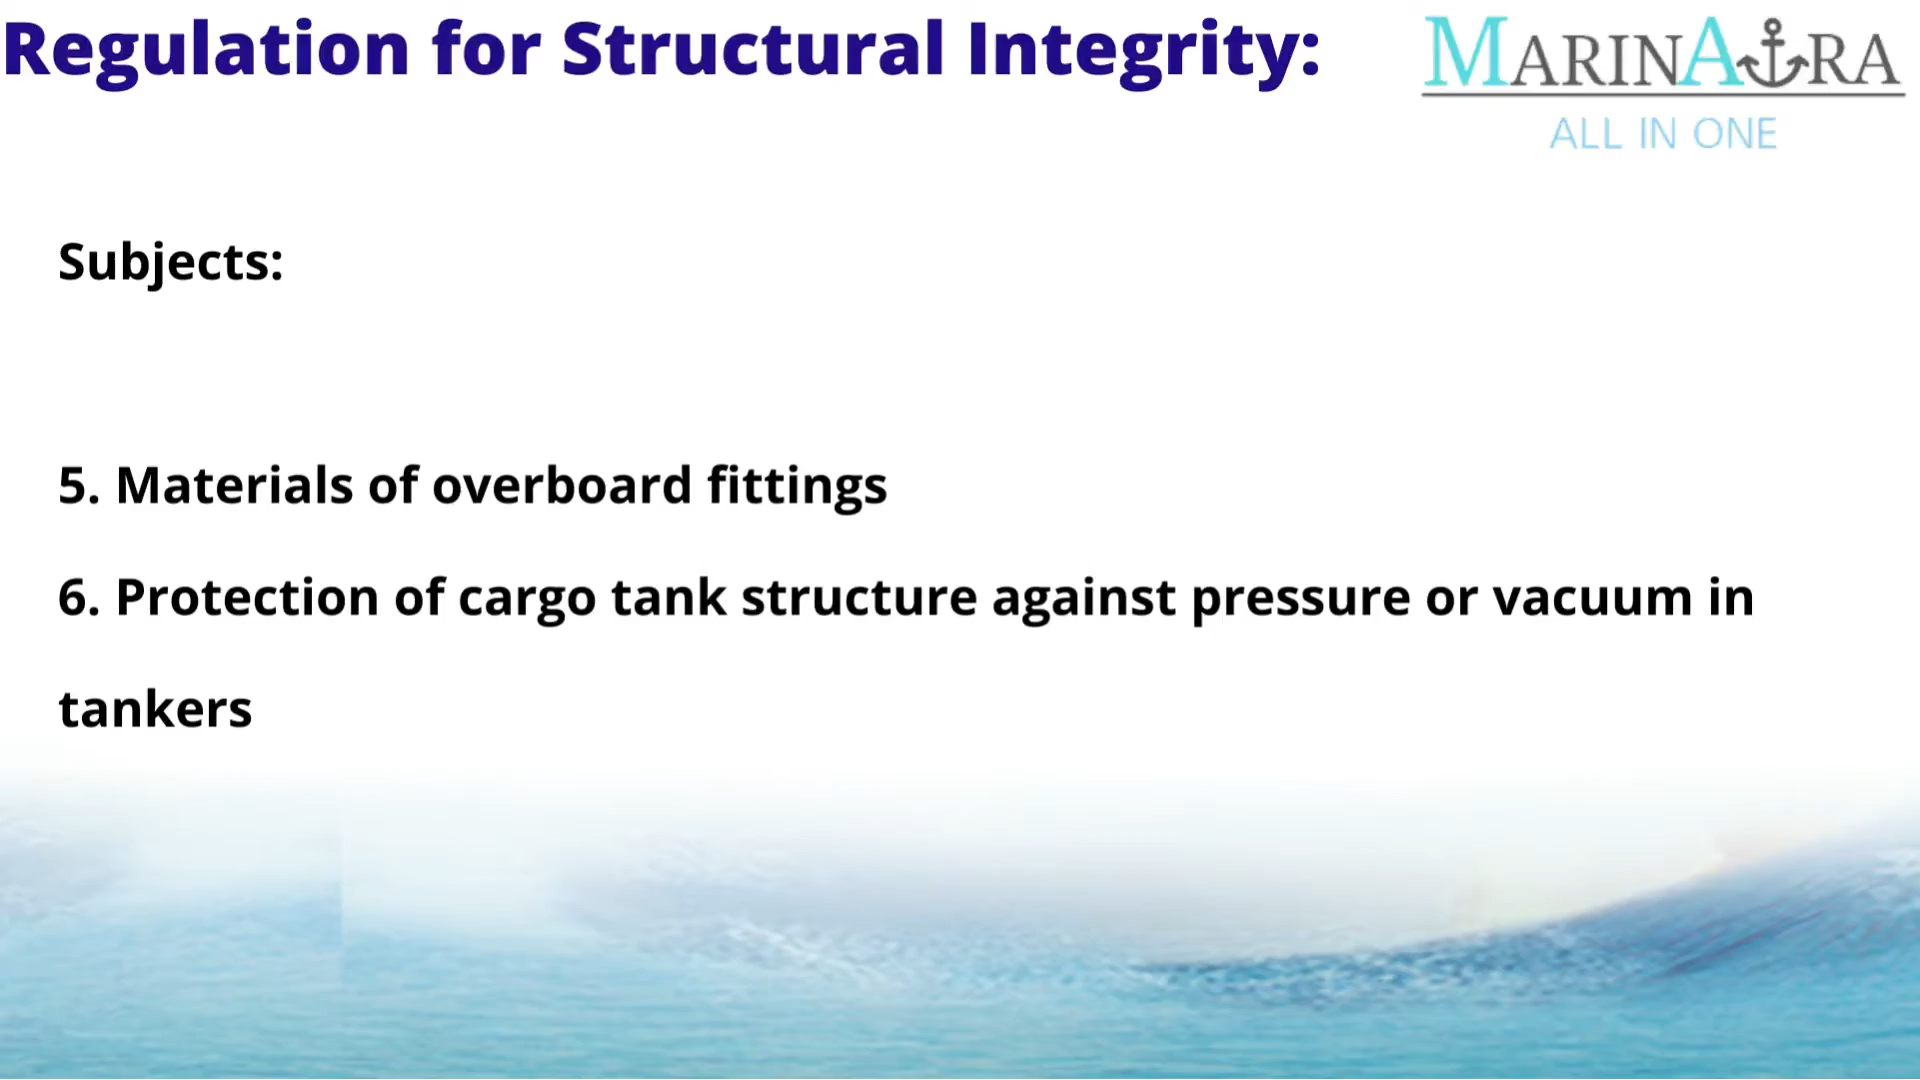 Regulation for Structural Integrity:
MARINAURA
ALL IN ONE
Subjects:
5. Materials of overboard fittings
6. Protection of cargo tank structure against pressure or vacuum in
tankers